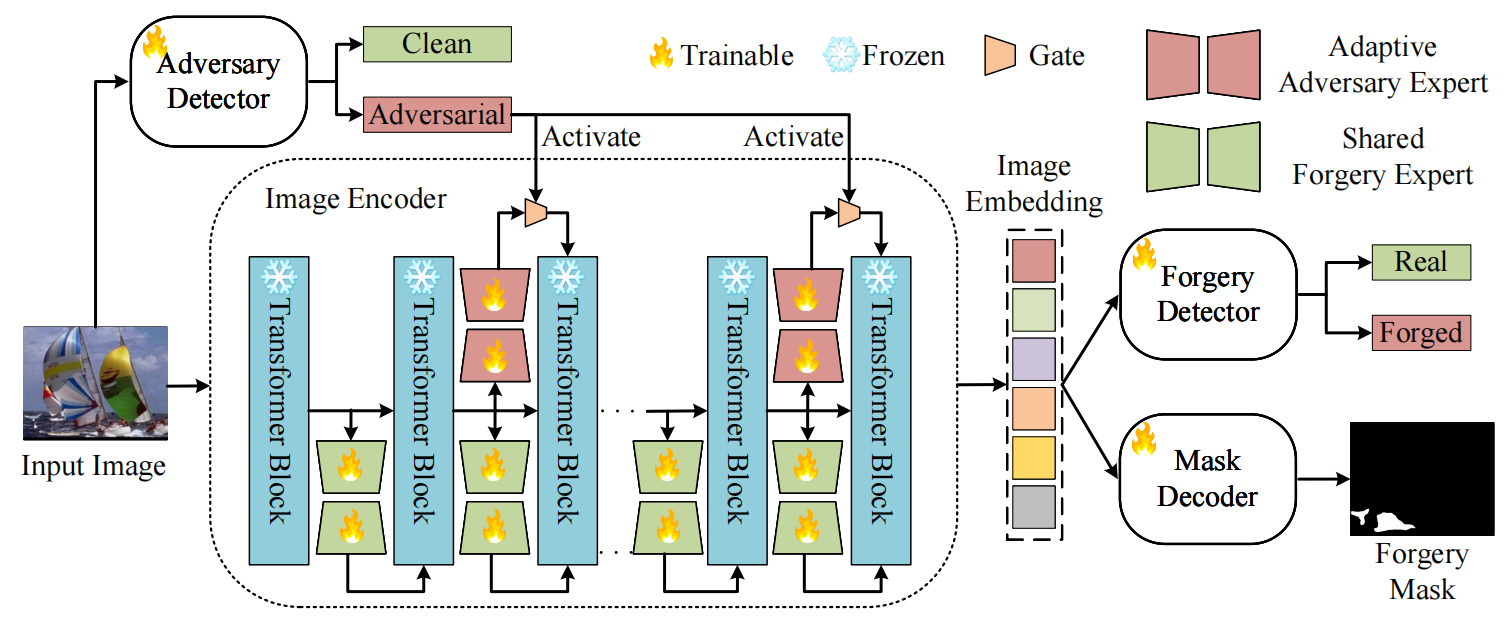 Adversary
Detector
Clean
Adversarial
Trainable
Frozen
Gate
Adaptive
Adversary Expert
Shared
Forgery Expert
Activate
Activate
Image Encoder
Transformer Block
Transformer Block
Transformer Block
Transformer Block
Transformer Block
Input Image
Image
Embedding
Forgery
Detector
Real
Forged
Mask
Decoder
Forgery
Mask